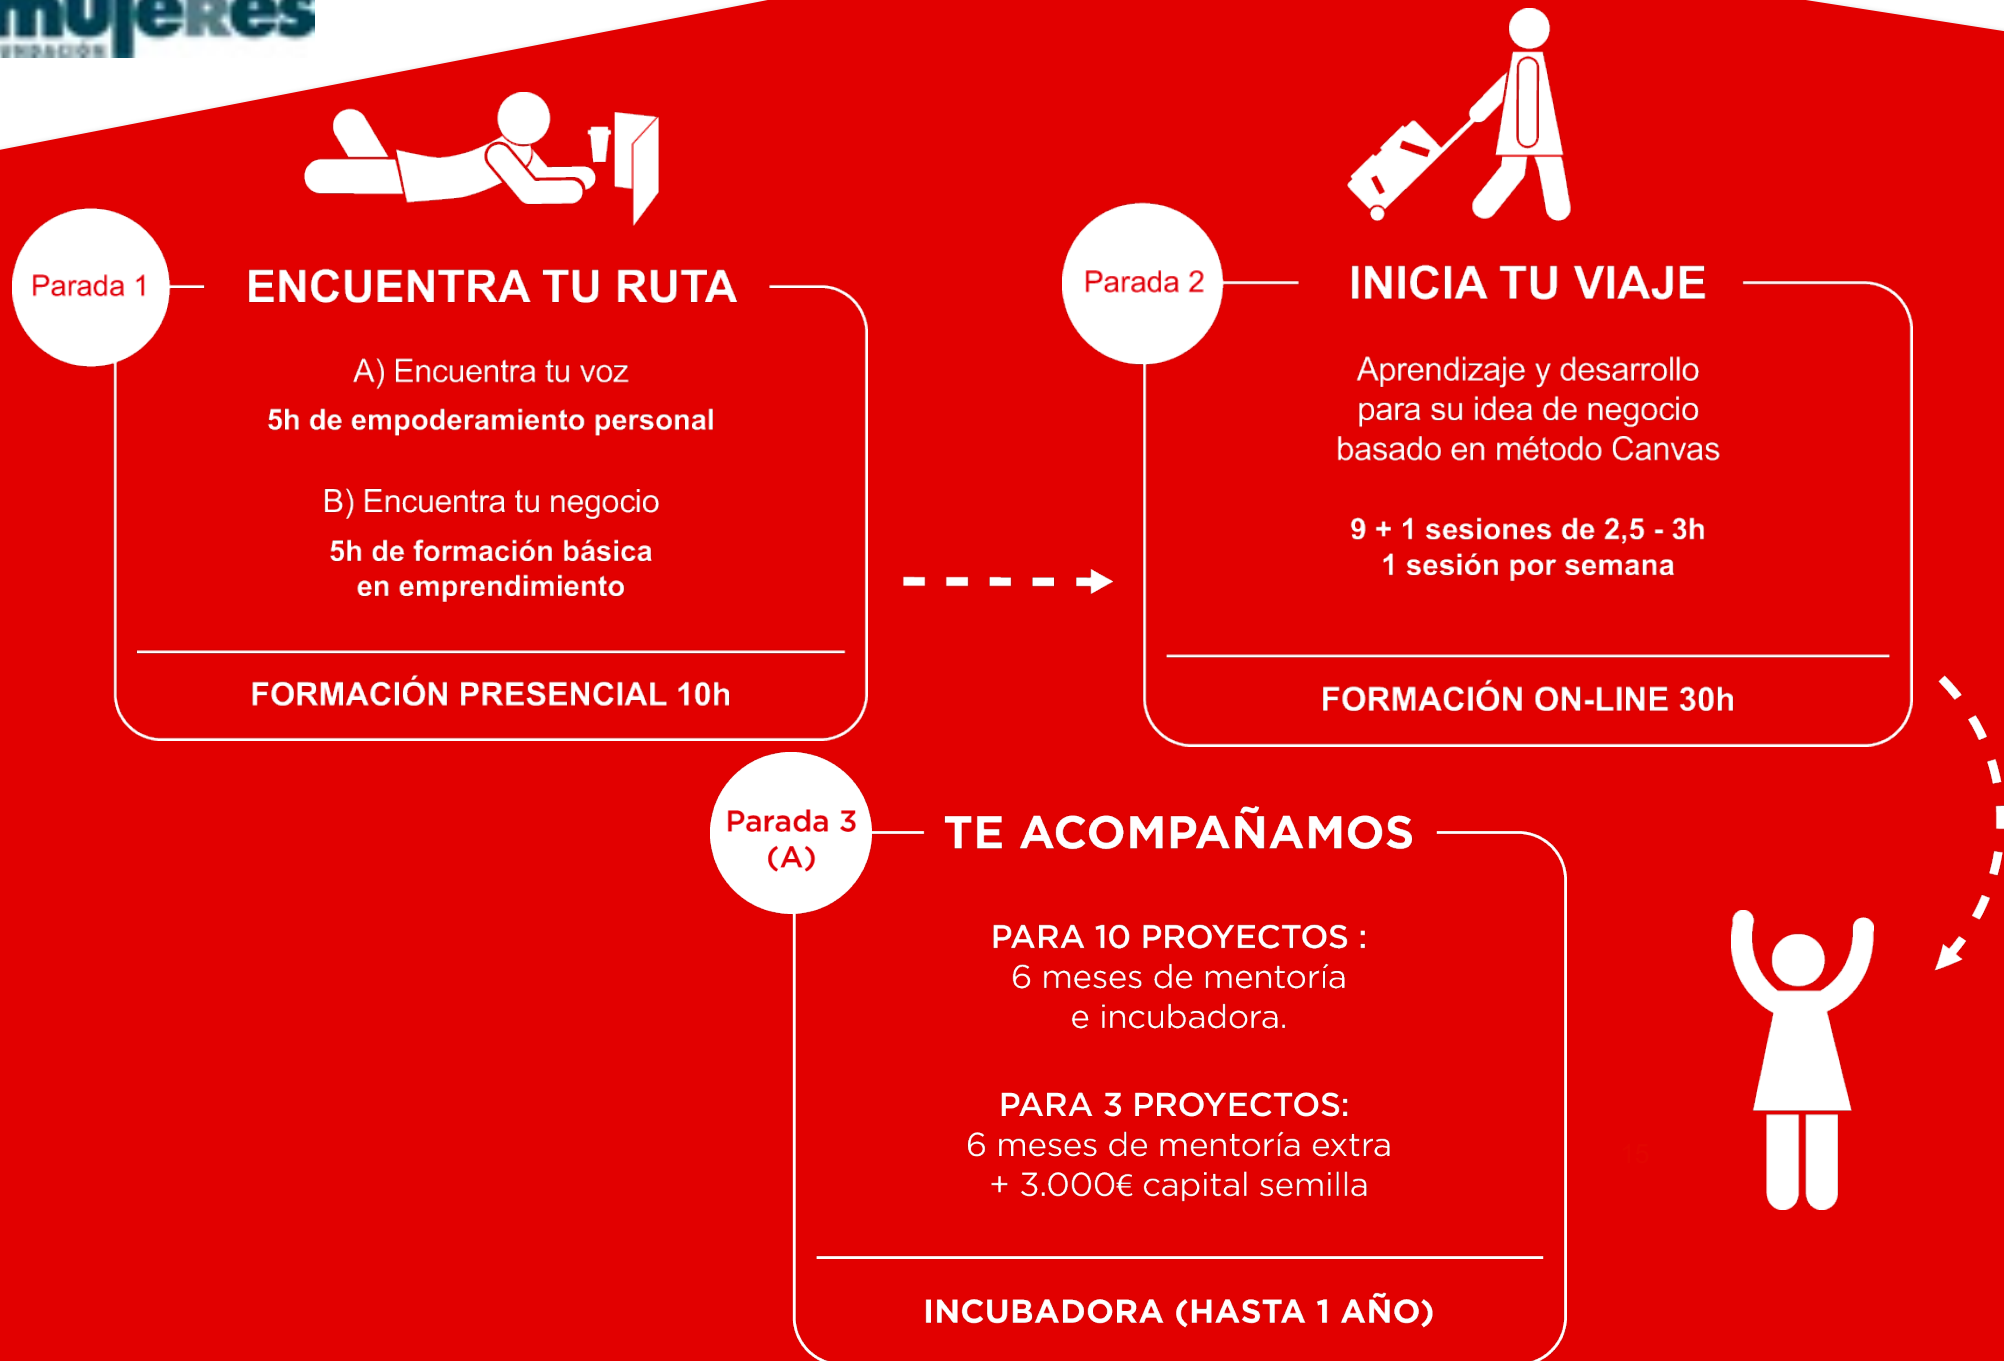 mujeres
FUNDACIÓN
Parada 1
ENCUENTRA TU RUTA
A) Encuentra tu voz
5h de empoderamiento personal
B) Encuentra tu negocio
5h de formación básica
en emprendimiento
FORMACIÓN PRESENCIAL 10h
Parada 2
INICIA TU VIAJE
Aprendizaje y desarrollo
para su idea de negocio
basado en método Canvas
9 + 1 sesiones de 2,5 - 3h
1 sesión por semana
FORMACIÓN ON-LINE 30h
Parada 3
(A)
TE ACOMPAÑAMOS
PARA 10 PROYECTOS :
6 meses de mentoría
e incubadora.
PARA 3 PROYECTOS:
6 meses de mentoría extra
+ 3.000€ capital semilla
INCUBADORA (HASTA 1 AÑO)